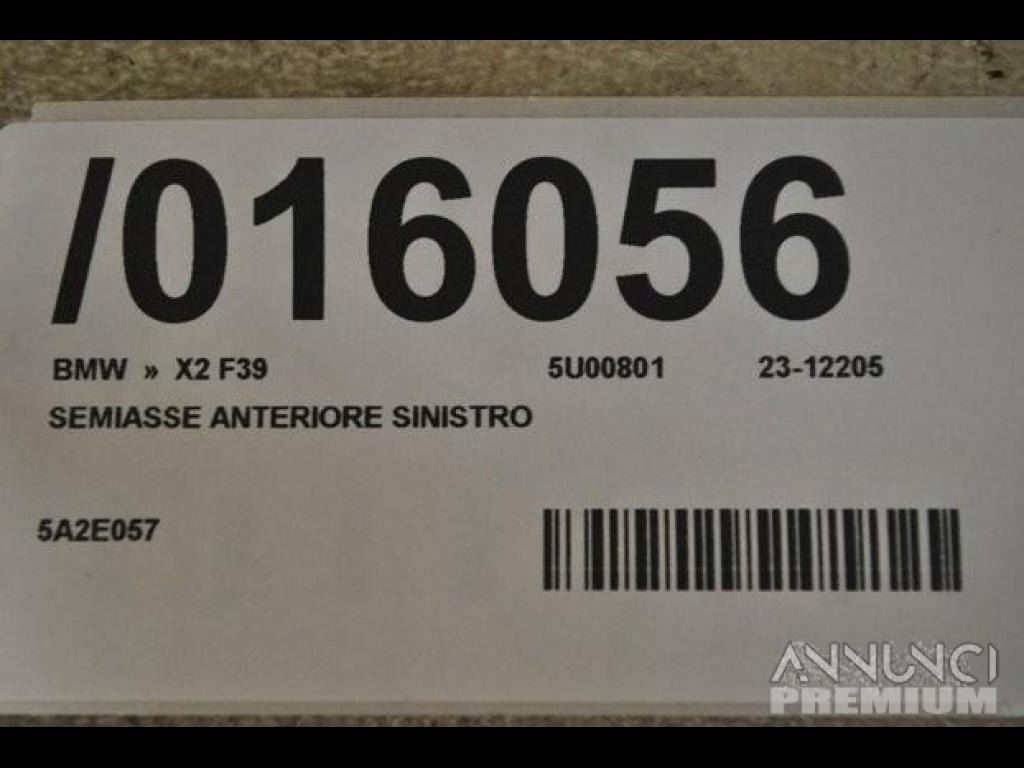 /016056
BMW » X2 F39 5U00801 23-12205
SEMIASSE ANTERIORE SINISTRO
5A2E057
ANNUNCI
PREMIUM